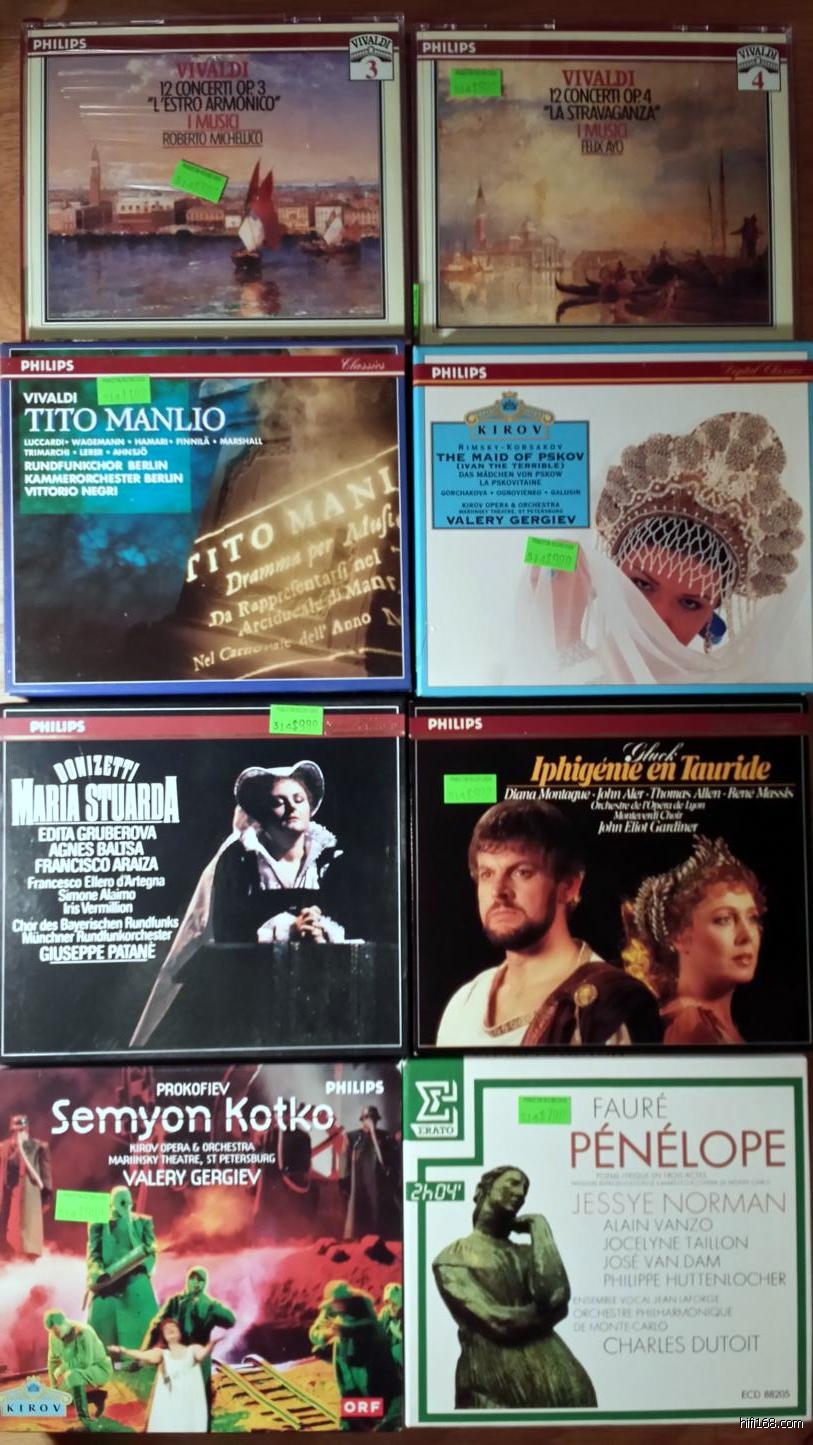 PHILIPS
VIVALDI
3
VIVALDI
12 CONCERTI OP. 3
"L'ESTRO ARMONICO"
I MUSICI
ROBERTO MICHELUCCI
PHILIPS
VIVALDI
4
VIVALDI
12 CONCERTI OP. 4
"LA STRAVAGANZA"
I MUSICI
FELIX AYO
PHILIPS
Classics
VIVALDI
TITO MANLIO
LUCCARDI • WAGEMANN • HAMARI • FINNILÄ • MARSHALL
TRIMARCHI • LERER • AHNSJÖ
RUNDFUNKCHOR BERLIN
KAMMERORCHESTER BERLIN
VITTORIO NEGRI
TITO MANL
Dramma per Musi
Da Rappresentarsi nel
Arciducale di Mant
Nel Carnevale dell' Anno
PHILIPS
Digital Classics
KIROV
RIMSKY-KORSAKOV
THE MAID OF PSKOV
(IVAN THE TERRIBLE)
DAS MÄDCHEN VON PSKOW
LA PSKOVITAINE
GORCHAKOVA • OGNOVIENKO • GALUSIN
KIROV OPERA & ORCHESTRA
MARIINSKY THEATRE, ST PETERSBURG
VALERY GERGIEV
PHILIPS
DONIZETTI
MARIA STUARDA
EDITA GRUBEROVA
AGNES BALTSA
FRANCISCO ARAIZA
Francesco Ellero d'Artegna
Simone Alaimo
Iris Vermillion
Chor des Bayerischen Rundfunks
Münchner Rundfunkorchester
GIUSEPPE PATANÈ
PHILIPS
Gluck
Iphigénie en Tauride
Diana Montague · John Aler · Thomas Allen · René Massis
Orchestre de l'Opéra de Lyon
Monteverdi Choir
John Eliot Gardiner
PROKOFIEV
PHILIPS
Semyon Kotko
KIROV OPERA & ORCHESTRA
MARIINSKY THEATRE, ST PETERSBURG
VALERY GERGIEV
KIROV
ORF
ERATO
FAURÉ
PÉNÉLOPE
2h04'
JESSYE NORMAN
ALAIN VANZO
JOCELYNE TAILLON
JOSÉ VAN DAM
PHILIPPE HUTTENLOCHER
ENSEMBLE VOCAL JEAN LAFORGE
ORCHESTRE PHILHARMONIQUE
DE MONTE-CARLO
CHARLES DUTOIT
ECD 88205
hifi168.com